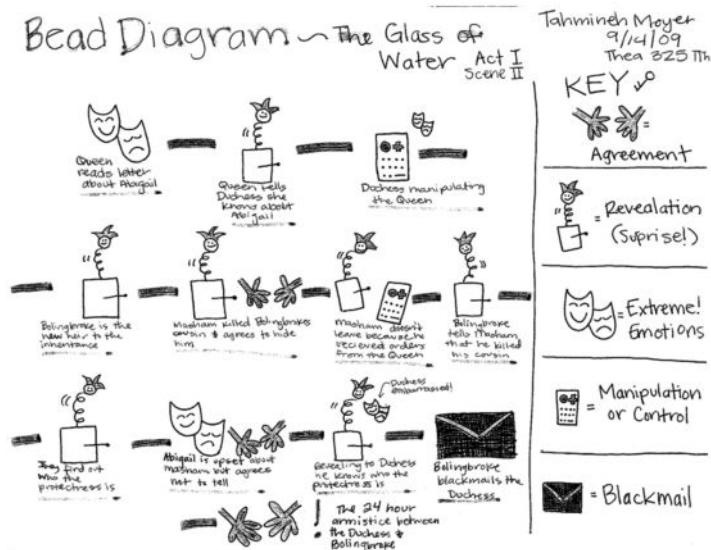 Bead Diagram ~ The Glass of
Water Act I
Scene II
Tahmineh Moyer
9/14/09
Thea 325 TTh
KEY
=
Agreement
= Revealation
(Suprise!)
= Extreme!
Emotions
= Manipulation
or Control
= Blackmail
Queen
reads letter
about Abigail
Queen tells
Duchess she
knows about
Abigail
Duchess manipulating
the Queen
Bolingbroke is the
new heir to the
inheritance
Masham killed Bolingbrokes
cousin & agrees to hide
him
Masham doesn't
leave because he
recieved orders
from the Queen
Bolingbroke
tells Masham
that he killed
his cousin
They find out
who the
protectress is
Abigail is upset about
Masham but agrees
not to tell
Duchess
embarrassed!
Revealing to Duchess
he knows who the
protectress is
Bolingbroke
blackmails the
Duchess.
The 24 hour
armistice between
the Duchess &
Bolingbroke